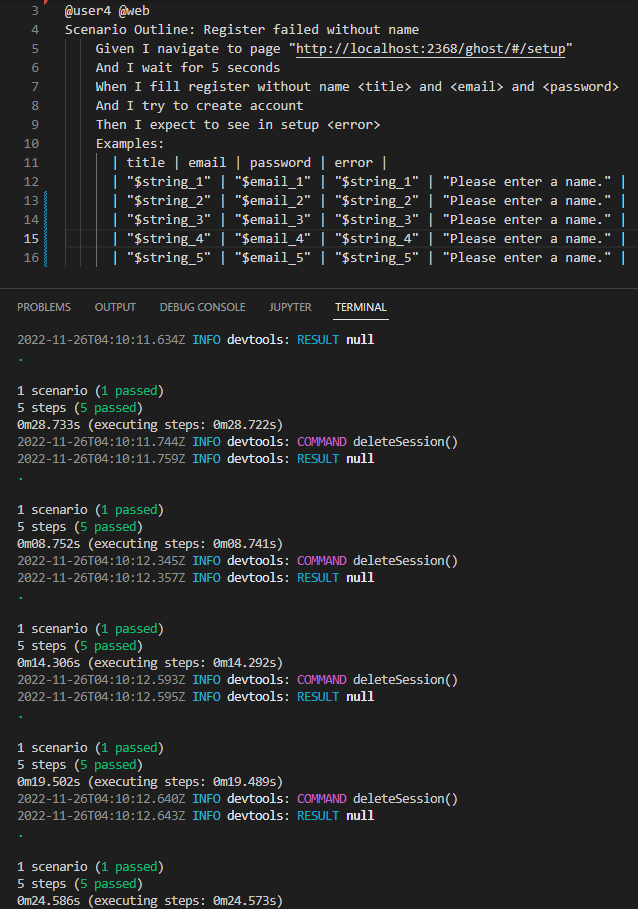 3 @user4 @web
4 Scenario Outline: Register failed without name
5 Given I navigate to page "http://localhost:2368/ghost/#/setup"
6 And I wait for 5 seconds
7 When I fill register without name <title> and <email> and <password>
8 And I try to create account
9 Then I expect to see in setup <error>
10 Examples:
11 | title | email | password | error |
12 | "$string_1" | "$email_1" | "$string_1" | "Please enter a name." |
13 | "$string_2" | "$email_2" | "$string_2" | "Please enter a name." |
14 | "$string_3" | "$email_3" | "$string_3" | "Please enter a name." |
15 | "$string_4" | "$email_4" | "$string_4" | "Please enter a name." |
16 | "$string_5" | "$email_5" | "$string_5" | "Please enter a name." |
PROBLEMS OUTPUT DEBUG CONSOLE JUPYTER TERMINAL
2022-11-26T04:10:11.634Z INFO devtools: RESULT null
.
1 scenario (1 passed)
5 steps (5 passed)
0m28.733s (executing steps: 0m28.722s)
2022-11-26T04:10:11.744Z INFO devtools: COMMAND deleteSession()
2022-11-26T04:10:11.759Z INFO devtools: RESULT null
.
1 scenario (1 passed)
5 steps (5 passed)
0m08.752s (executing steps: 0m08.741s)
2022-11-26T04:10:12.345Z INFO devtools: COMMAND deleteSession()
2022-11-26T04:10:12.357Z INFO devtools: RESULT null
.
1 scenario (1 passed)
5 steps (5 passed)
0m14.306s (executing steps: 0m14.292s)
2022-11-26T04:10:12.593Z INFO devtools: COMMAND deleteSession()
2022-11-26T04:10:12.595Z INFO devtools: RESULT null
.
1 scenario (1 passed)
5 steps (5 passed)
0m19.502s (executing steps: 0m19.489s)
2022-11-26T04:10:12.640Z INFO devtools: COMMAND deleteSession()
2022-11-26T04:10:12.643Z INFO devtools: RESULT null
.
1 scenario (1 passed)
5 steps (5 passed)
0m24.586s (executing steps: 0m24.573s)